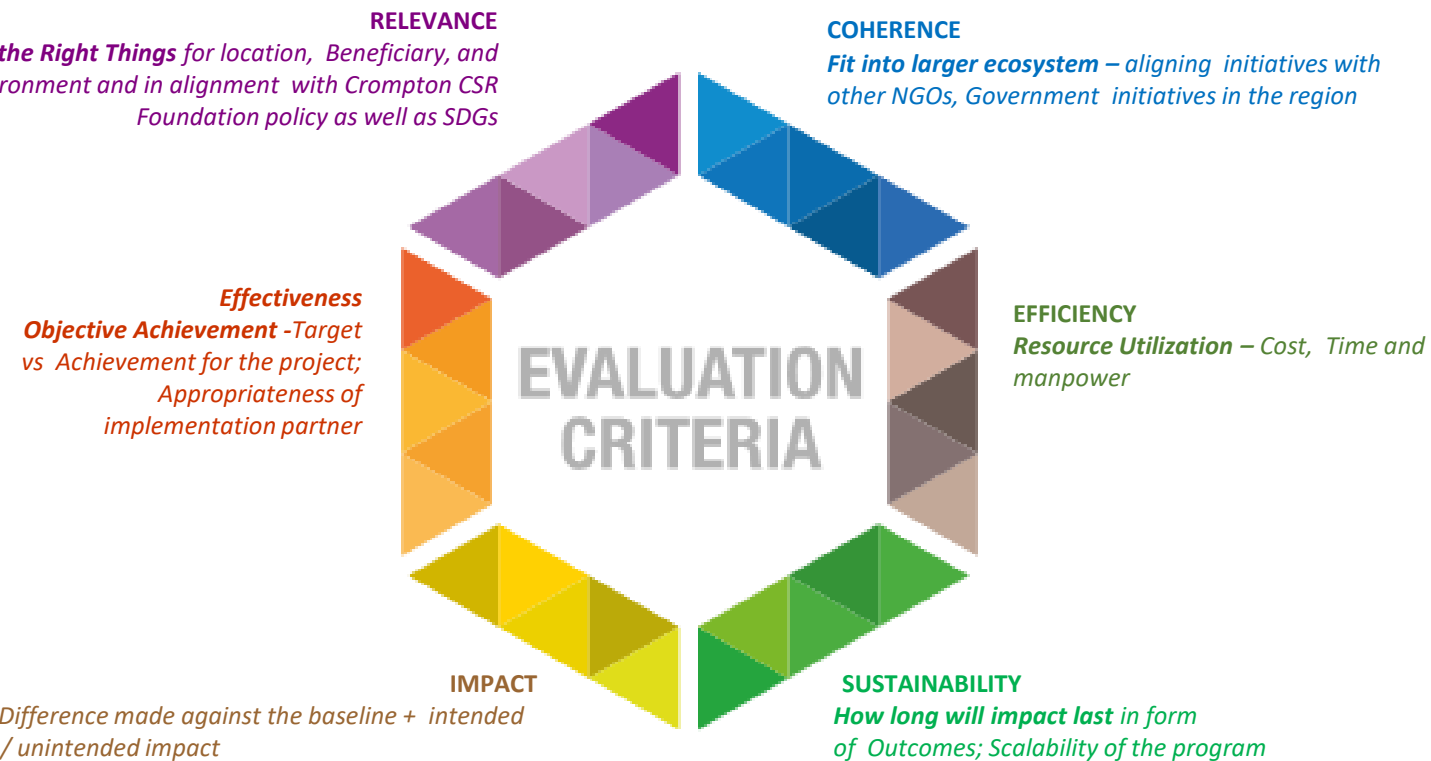 RELEVANCE
the Right Things for location, Beneficiary, and
ronment and in alignment with Crompton CSR
Foundation policy as well as SDGs
COHERENCE
Fit into larger ecosystem – aligning initiatives with
other NGOs, Government initiatives in the region
Effectiveness
Objective Achievement -Target
vs Achievement for the project;
Appropriateness of
implementation partner
EVALUATION
CRITERIA
EFFICIENCY
Resource Utilization – Cost, Time and
manpower
IMPACT
Difference made against the baseline + intended
/ unintended impact
SUSTAINABILITY
How long will impact last in form
of Outcomes; Scalability of the program